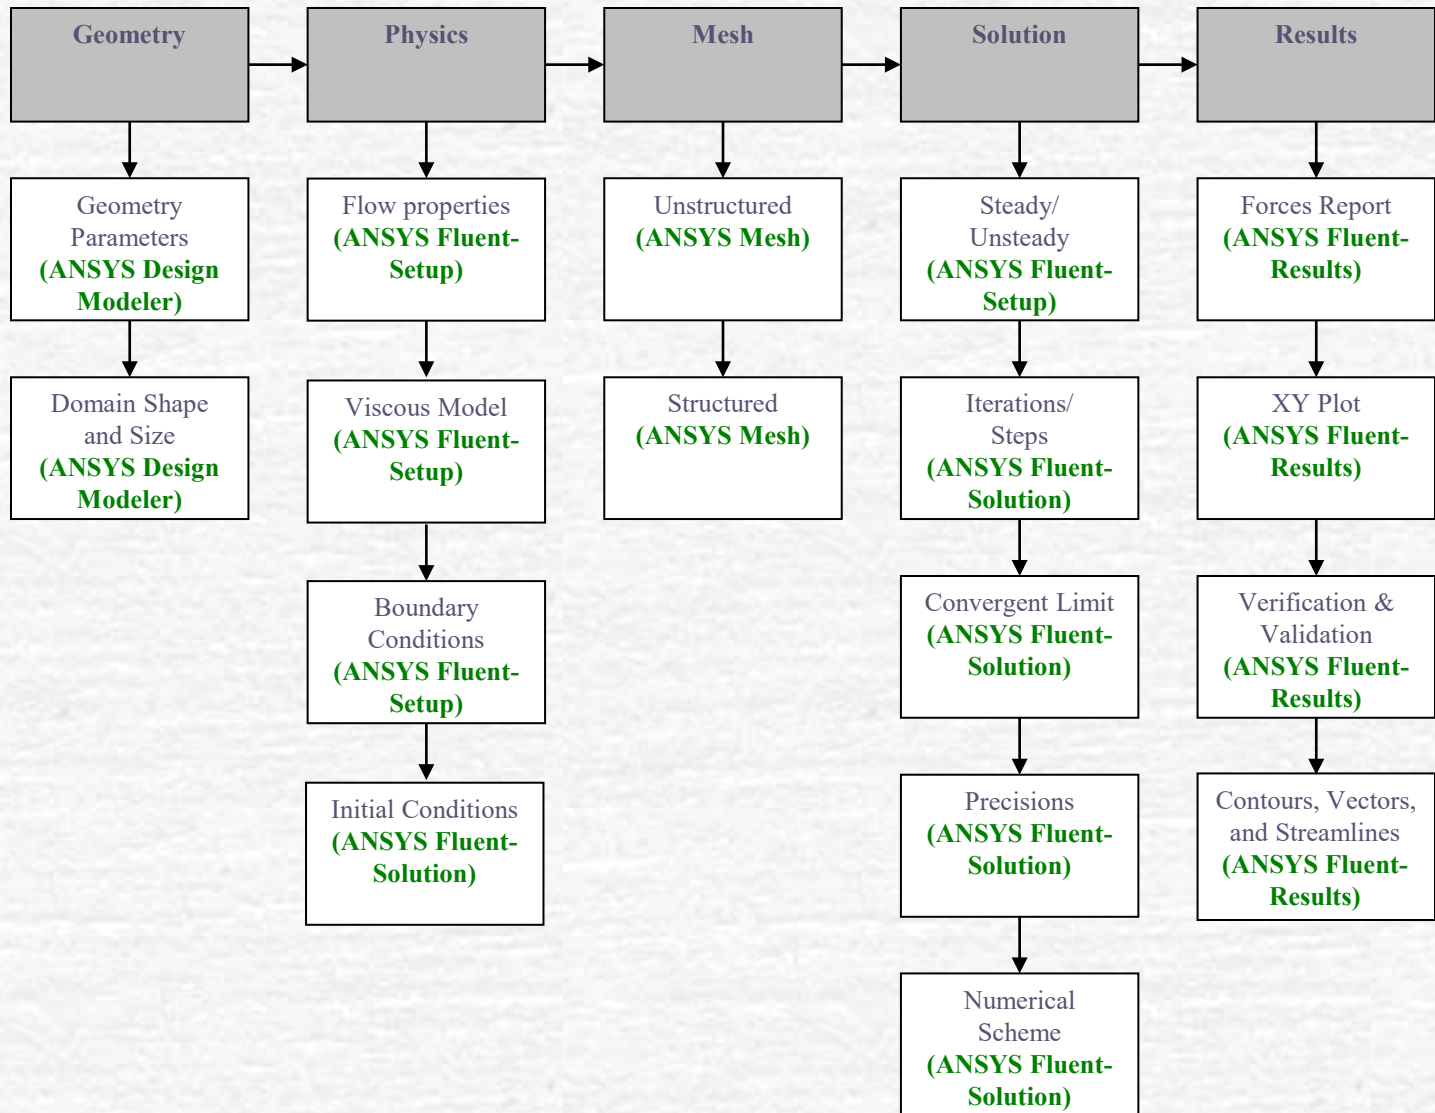 Geometry
Physics
Mesh
Solution
Results
Geometry
Parameters
(ANSYS Design
Modeler)
Domain Shape
and Size
(ANSYS Design
Modeler)
Flow properties
(ANSYS Fluent-
Setup)
Viscous Model
(ANSYS Fluent-
Setup)
Boundary
Conditions
(ANSYS Fluent-
Setup)
Initial Conditions
(ANSYS Fluent-
Solution)
Unstructured
(ANSYS Mesh)
Structured
(ANSYS Mesh)
Steady/
Unsteady
(ANSYS Fluent-
Setup)
Iterations/
Steps
(ANSYS Fluent-
Solution)
Convergent Limit
(ANSYS Fluent-
Solution)
Precisions
(ANSYS Fluent-
Solution)
Numerical
Scheme
(ANSYS Fluent-
Solution)
Forces Report
(ANSYS Fluent-
Results)
XY Plot
(ANSYS Fluent-
Results)
Verification &
Validation
(ANSYS Fluent-
Results)
Contours, Vectors,
and Streamlines
(ANSYS Fluent-
Results)